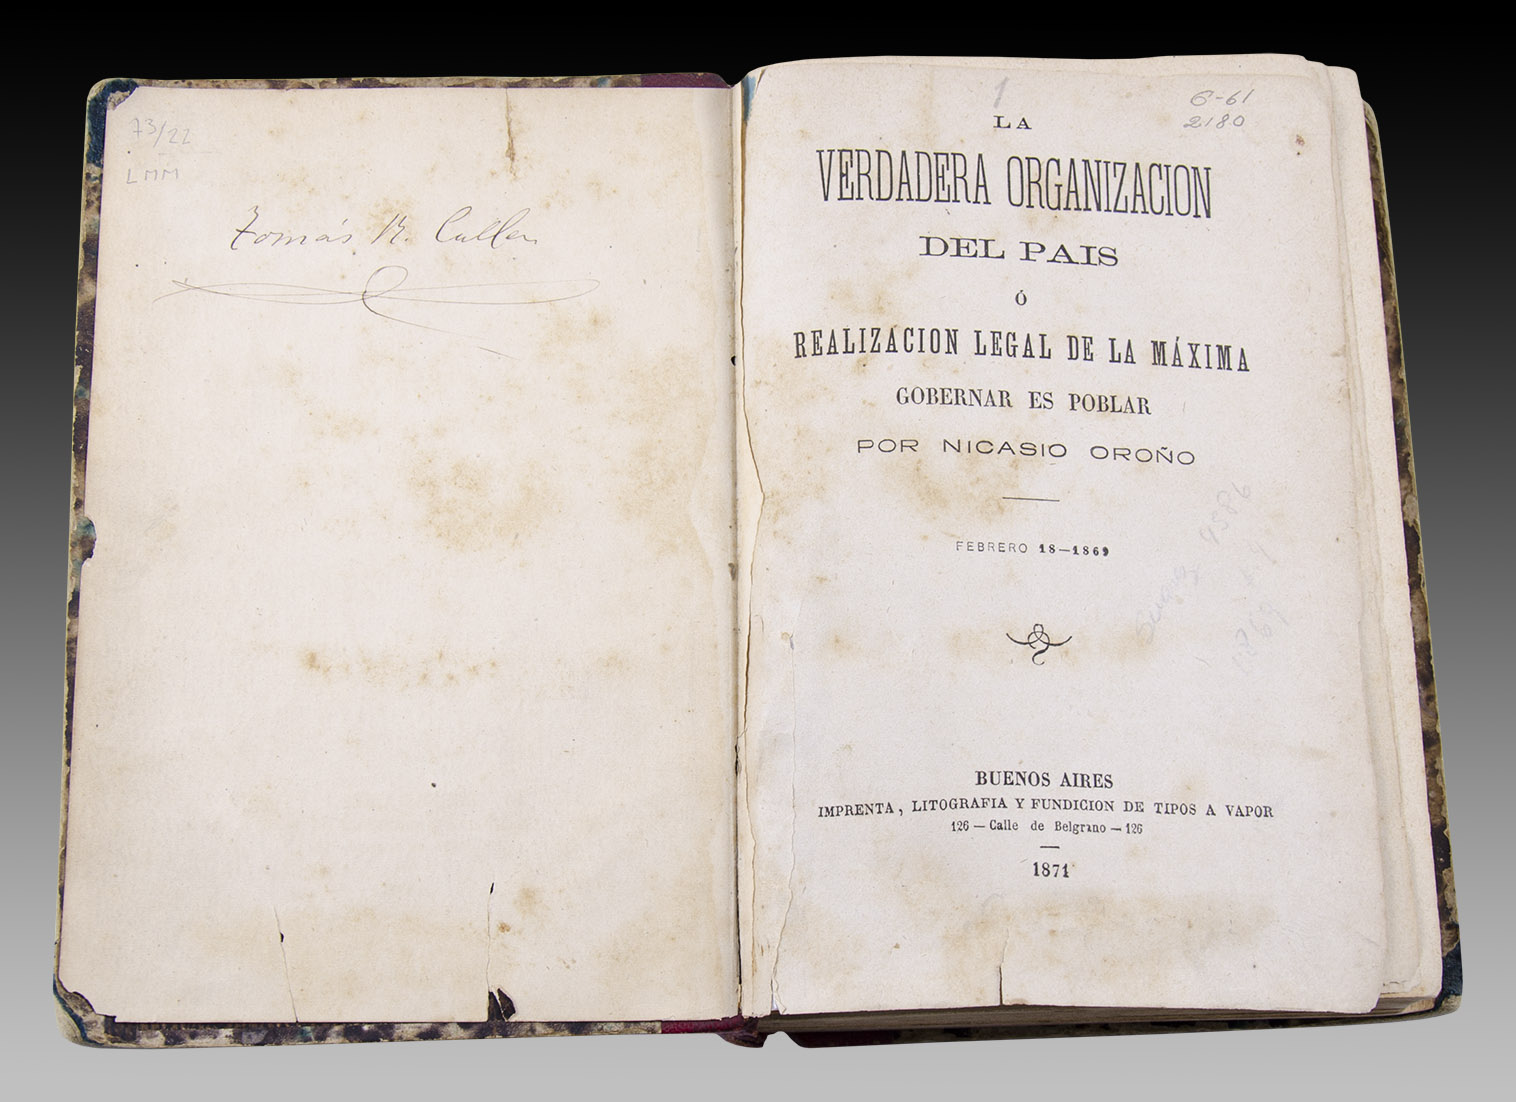 73/22
LMM
Tomás R. Cullen
1
6-61
2180
LA
VERDADERA ORGANIZACION
DEL PAIS
Ó
REALIZACION LEGAL DE LA MÁXIMA
GOBERNAR ES POBLAR
POR NICASIO OROÑO
FEBRERO 18—1869
BUENOS AIRES
IMPRENTA, LITOGRAFIA Y FUNDICION DE TIPOS A VAPOR
126 — Calle de Belgrano — 126
1871